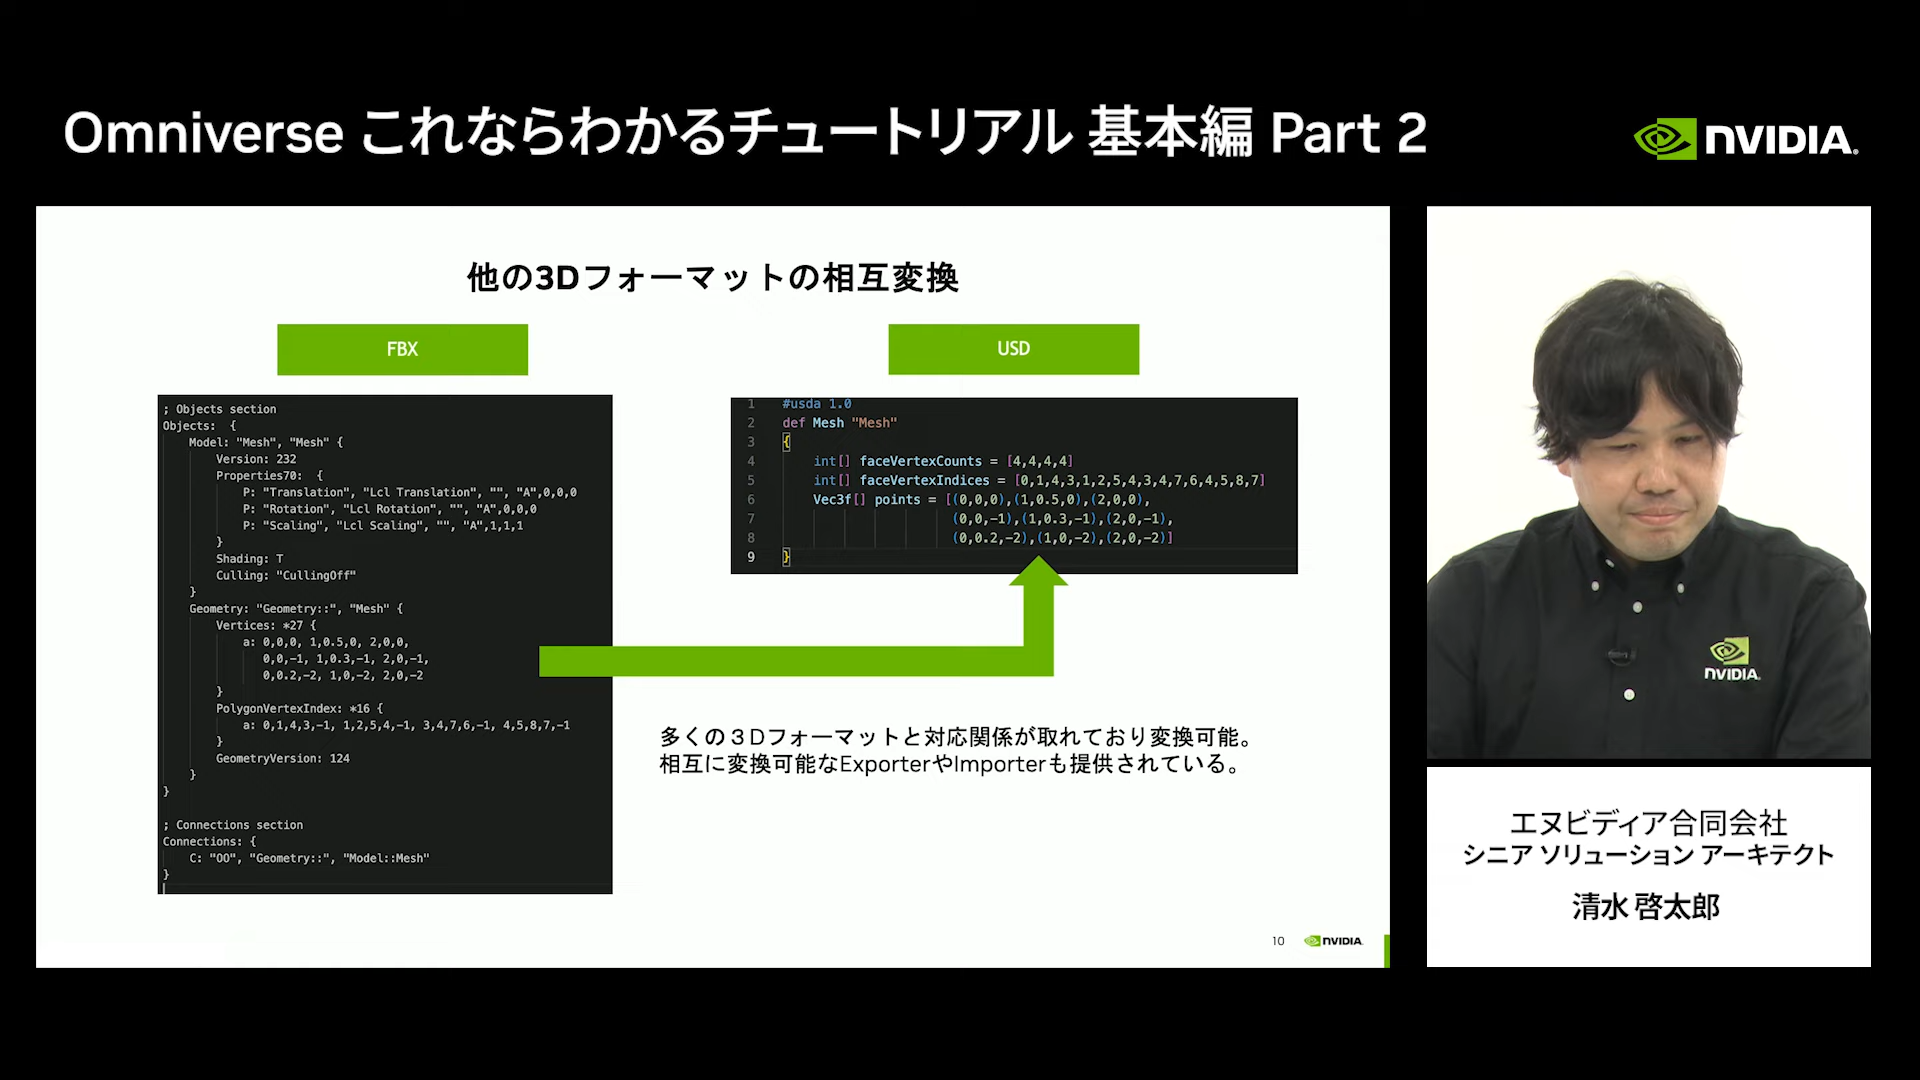 Omniverse これならわかるチュートリアル 基本編 Part 2
NVIDIA.
他の3Dフォーマットの相互変換
FBX
; Objects section
Objects:  {
Model: "Mesh", "Mesh" {
Version: 232
Properties70:  {
P: "Translation", "Lcl Translation", "", "A",0,0,0
P: "Rotation", "Lcl Rotation", "", "A",0,0,0
P: "Scaling", "Lcl Scaling", "", "A",1,1,1
}
Shading: T
Culling: "CullingOff"
}
Geometry: "Geometry::", "Mesh" {
Vertices: *27 {
a: 0,0,0, 1,0.5,0, 2,0,0,
0,0,-1, 1,0.3,-1, 2,0,-1,
0,0.2,-2, 1,0,-2, 2,0,-2
}
PolygonVertexIndex: *16 {
a: 0,1,4,3,-1, 1,2,5,4,-1, 3,4,7,6,-1, 4,5,8,7,-1
}
GeometryVersion: 124
}
}
; Connections section
Connections: {
C: "OO", "Geometry::", "Model::Mesh"
}
USD
1 #usda 1.0
2 def Mesh "Mesh"
3 {
4 int[] faceVertexCounts = [4,4,4,4]
5 int[] faceVertexIndices = [0,1,4,3,1,2,5,4,3,4,7,6,4,5,8,7]
6 Vec3f[] points = [(0,0,0),(1,0.5,0),(2,0,0),
7 (0,0,-1),(1,0.3,-1),(2,0,-1),
8 (0,0.2,-2),(1,0,-2),(2,0,-2)]
9 }
多くの３Dフォーマットと対応関係が取れており変換可能。
相互に変換可能なExporterやImporterも提供されている。
10
NVIDIA.
NVIDIA.
エヌビディア合同会社
シニア ソリューション アーキテクト
清水 啓太郎